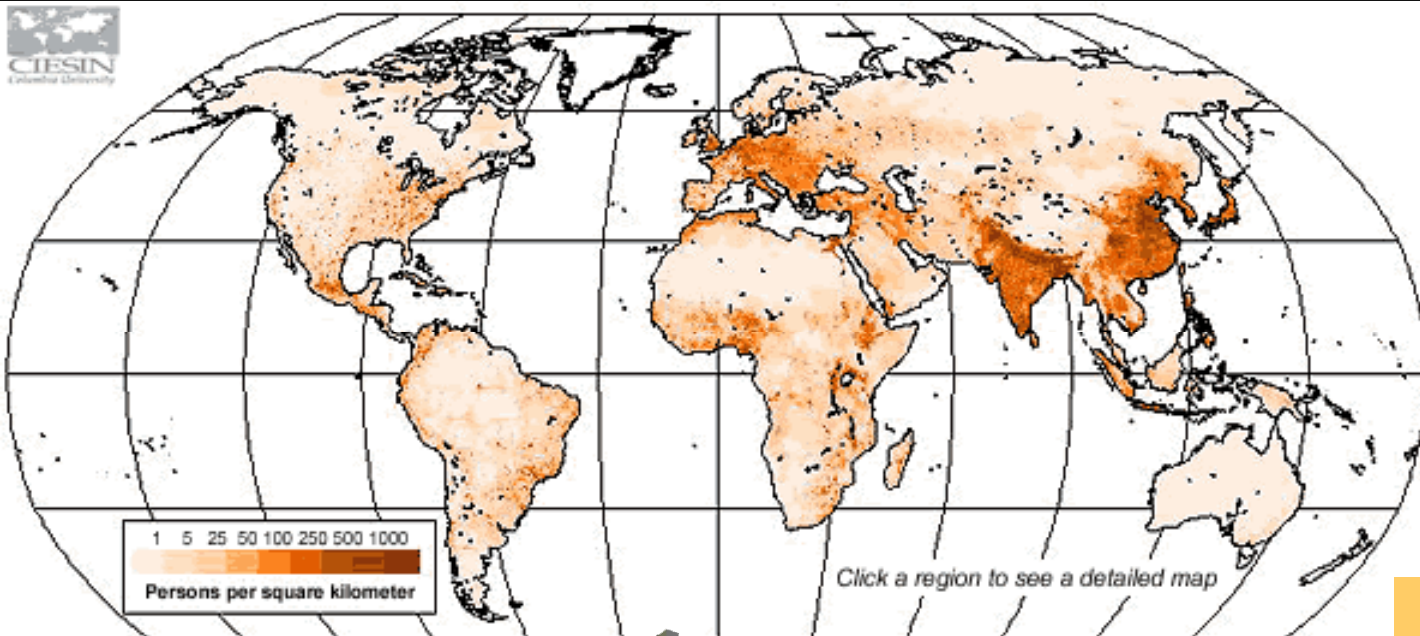 CIESIN
Columbia University
1 5 25 50 100 250 500 1000
Persons per square kilometer
Click a region to see a detailed map